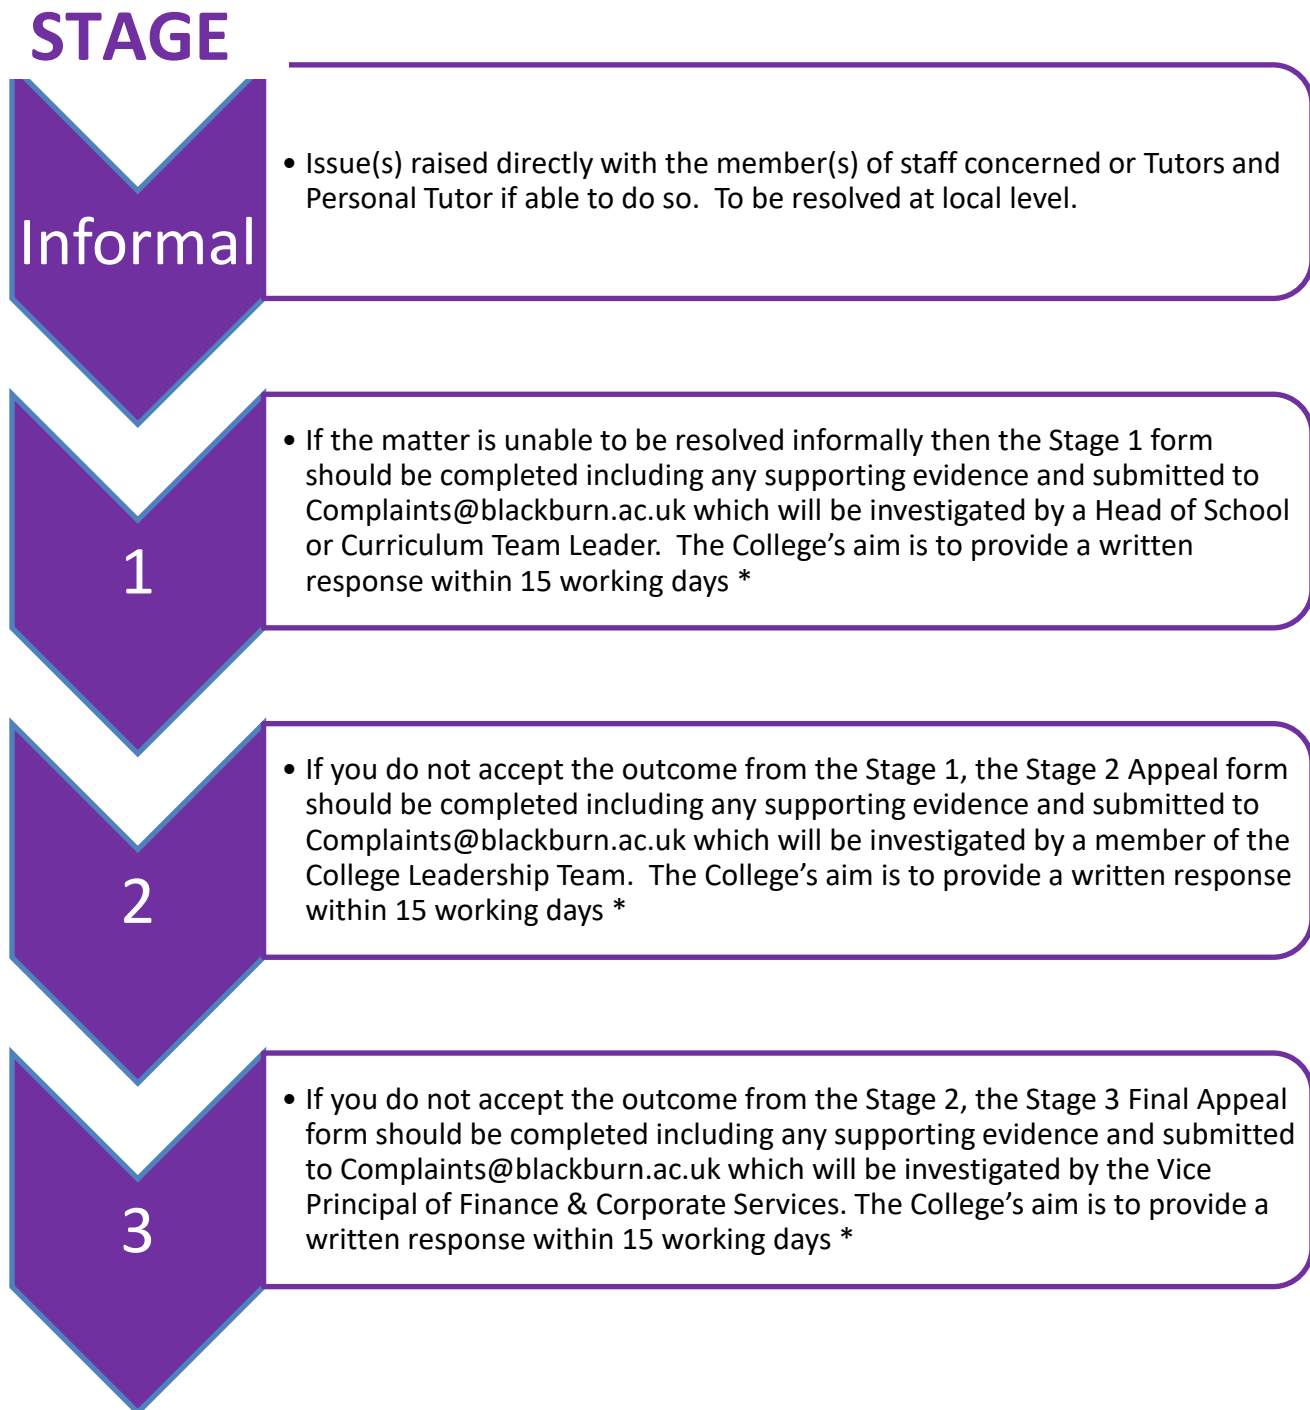 STAGE
Informal
• Issue(s) raised directly with the member(s) of staff concerned or Tutors and
Personal Tutor if able to do so.  To be resolved at local level.
1
• If the matter is unable to be resolved informally then the Stage 1 form
should be completed including any supporting evidence and submitted to
Complaints@blackburn.ac.uk which will be investigated by a Head of School
or Curriculum Team Leader.  The College’s aim is to provide a written
response within 15 working days *
2
• If you do not accept the outcome from the Stage 1, the Stage 2 Appeal form
should be completed including any supporting evidence and submitted to
Complaints@blackburn.ac.uk which will be investigated by a member of the
College Leadership Team.  The College’s aim is to provide a written response
within 15 working days *
3
• If you do not accept the outcome from the Stage 2, the Stage 3 Final Appeal
form should be completed including any supporting evidence and submitted
to Complaints@blackburn.ac.uk which will be investigated by the Vice
Principal of Finance & Corporate Services. The College’s aim is to provide a
written response within 15 working days *